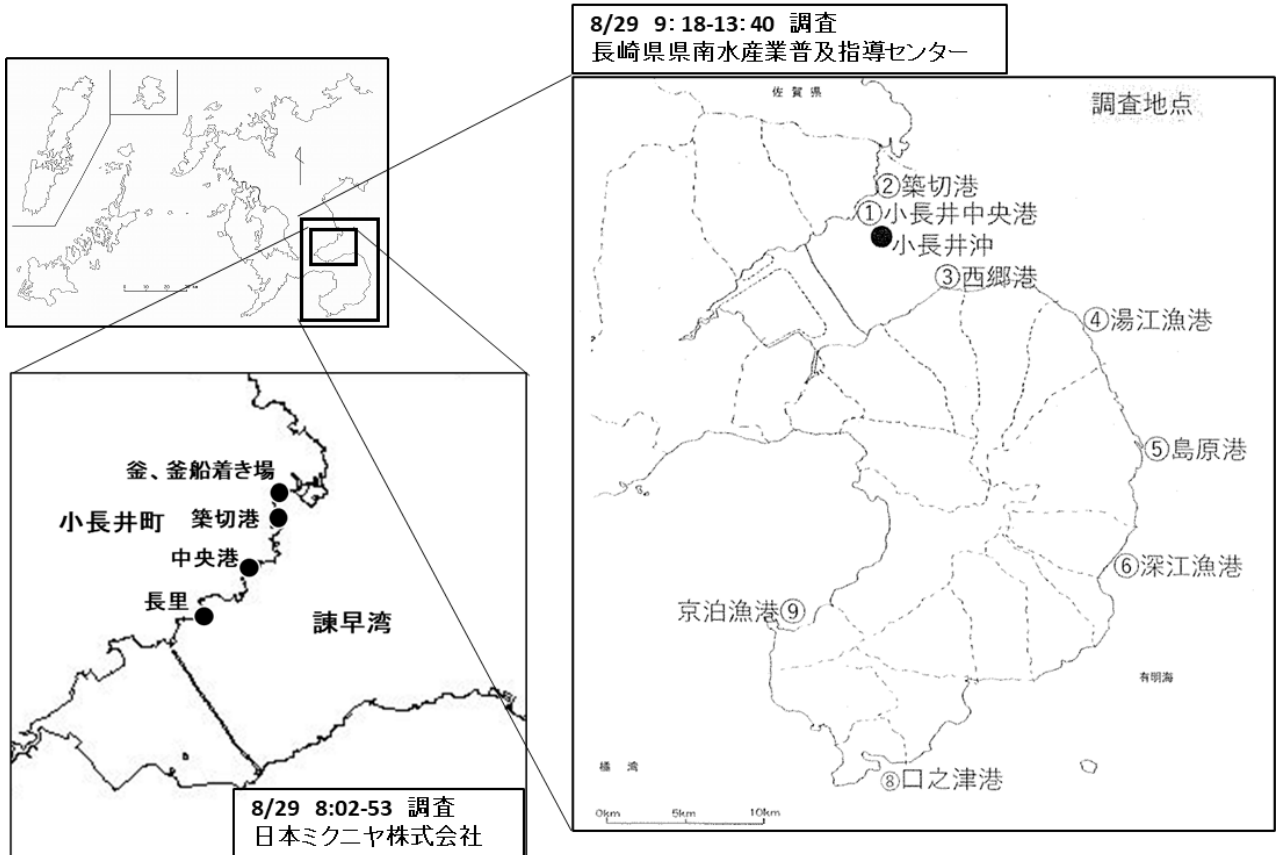 8/29 9:18-13:40 調査
長崎県県南水産業普及指導センター
調査地点
佐賀県
②築切港
①小長井中央港
小長井沖
③西郷港
④湯江漁港
⑤島原港
⑥深江漁港
京泊漁港⑨
有明海
橘湾
⑧口之津港
0km 5km 10km
釜、釜船着き場
小長井町
築切港
中央港
長里
諫早湾
8/29 8:02-53 調査
日本ミクニヤ株式会社